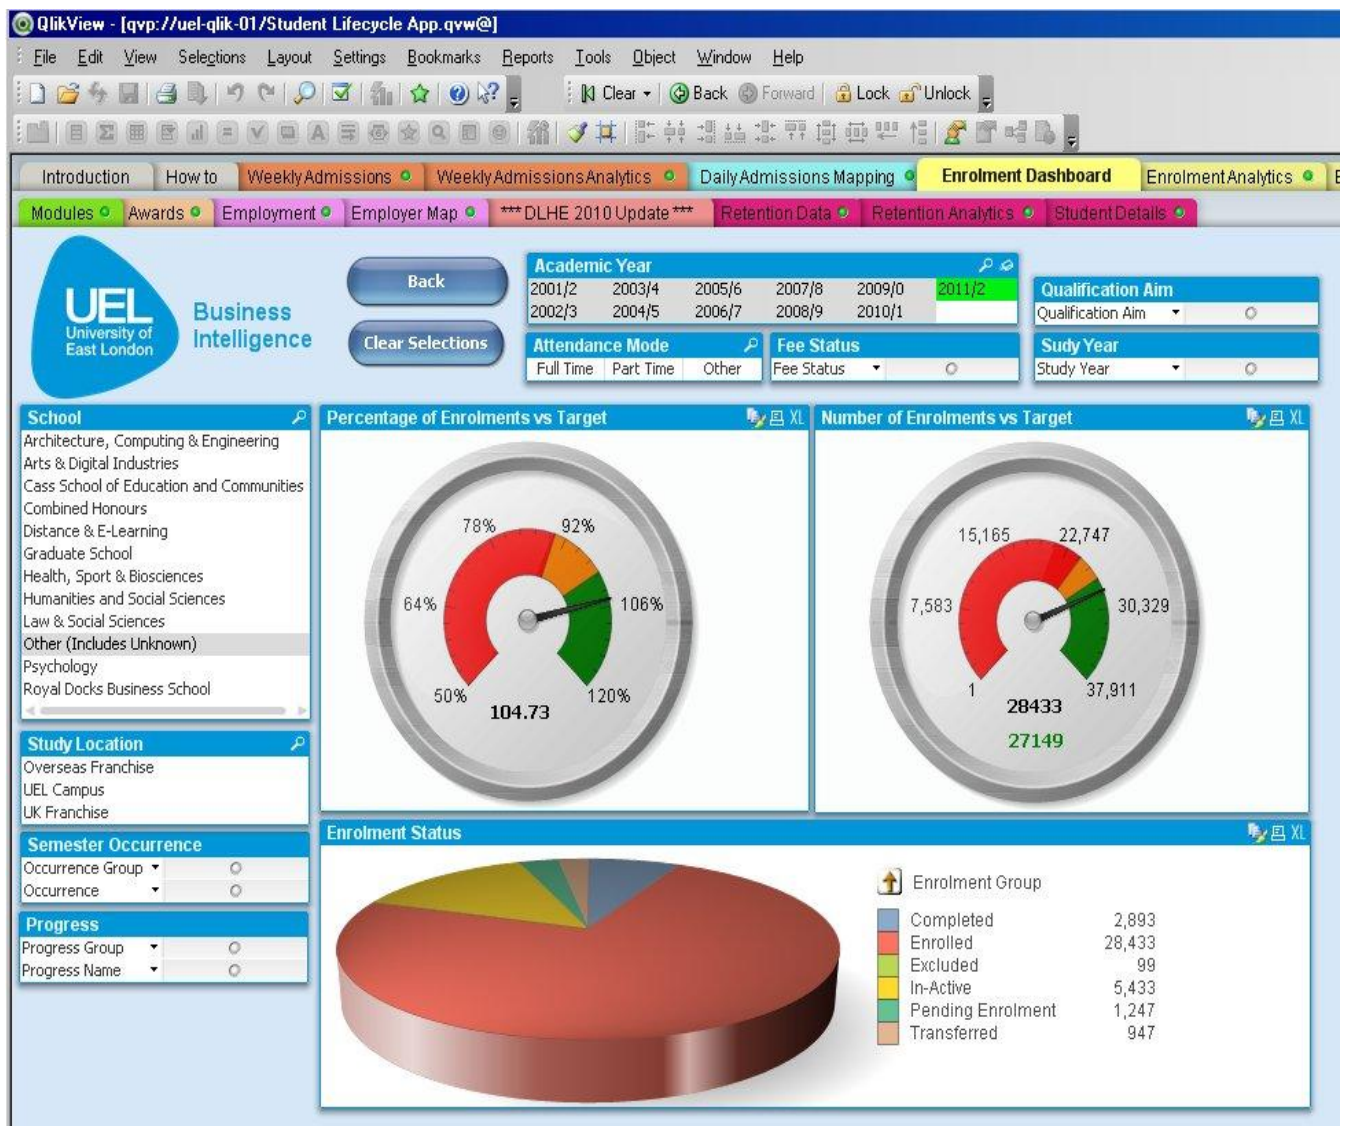 QlikView - [qvp://uel-qlik-01/Student Lifecycle App.qvw@]
File Edit View Selections Layout Settings Bookmarks Reports Tools Object Window Help
Clear Back Forward Lock Unlock
Introduction How to Weekly Admissions Weekly Admissions Analytics Daily Admissions Mapping Enrolment Dashboard Enrolment Analytics E
Modules Awards Employment Employer Map *** DLHE 2010 Update *** Retention Data Retention Analytics Student Details
UEL
University of
East London
Business
Intelligence
Back
Clear Selections
Academic Year
2001/2 2003/4 2005/6 2007/8 2009/0 2011/2
2002/3 2004/5 2006/7 2008/9 2010/1
Attendance Mode
Full Time Part Time Other
Fee Status
Fee Status
Qualification Aim
Qualification Aim
Sudy Year
Study Year
School
Architecture, Computing & Engineering
Arts & Digital Industries
Cass School of Education and Communities
Combined Honours
Distance & E-Learning
Graduate School
Health, Sport & Biosciences
Humanities and Social Sciences
Law & Social Sciences
Other (Includes Unknown)
Psychology
Royal Docks Business School
Study Location
Overseas Franchise
UEL Campus
UK Franchise
Semester Occurrence
Occurrence Group
Occurrence
Progress
Progress Group
Progress Name
Percentage of Enrolments vs Target XL
78% 92%
64% 106%
50% 120%
104.73
Number of Enrolments vs Target XL
15,165 22,747
7,583 30,329
1 37,911
28433
27149
Enrolment Status XL
Enrolment Group
Completed 2,893
Enrolled 28,433
Excluded 99
In-Active 5,433
Pending Enrolment 1,247
Transferred 947